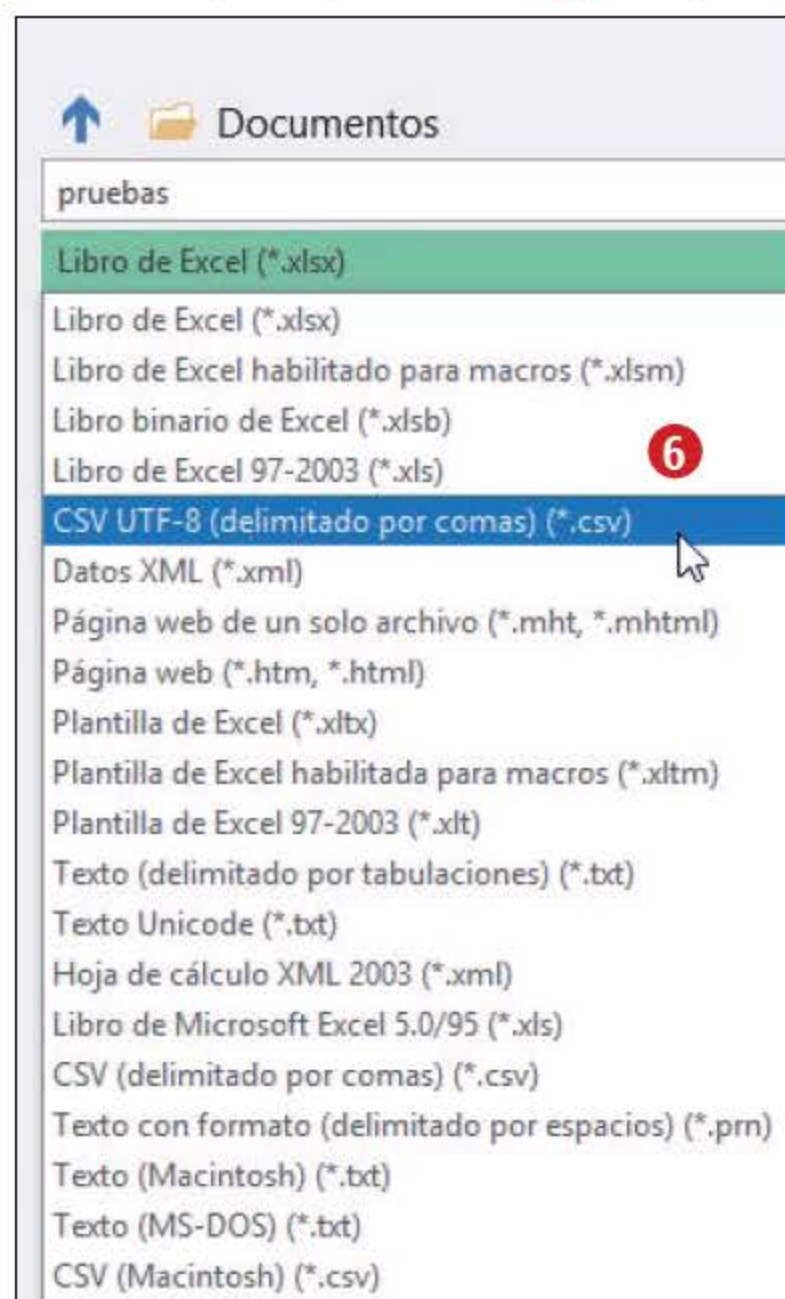 Documentos
pruebas
Libro de Excel (*.xlsx)
Libro de Excel (*.xlsx)
Libro de Excel habilitado para macros (*.xlsm)
Libro binario de Excel (*.xlsb)
6
Libro de Excel 97-2003 (*.xls)
CSV UTF-8 (delimitado por comas) (*.csv)
Datos XML (*.xml)
Página web de un solo archivo (*.mht, *.mhtml)
Página web (*.htm, *.html)
Plantilla de Excel (*.xltx)
Plantilla de Excel habilitada para macros (*.xltm)
Plantilla de Excel 97-2003 (*.xlt)
Texto (delimitado por tabulaciones) (*.txt)
Texto Unicode (*.txt)
Hoja de cálculo XML 2003 (*.xml)
Libro de Microsoft Excel 5.0/95 (*.xls)
CSV (delimitado por comas) (*.csv)
Texto con formato (delimitado por espacios) (*.prn)
Texto (Macintosh) (*.txt)
Texto (MS-DOS) (*.txt)
CSV (Macintosh) (*.csv)